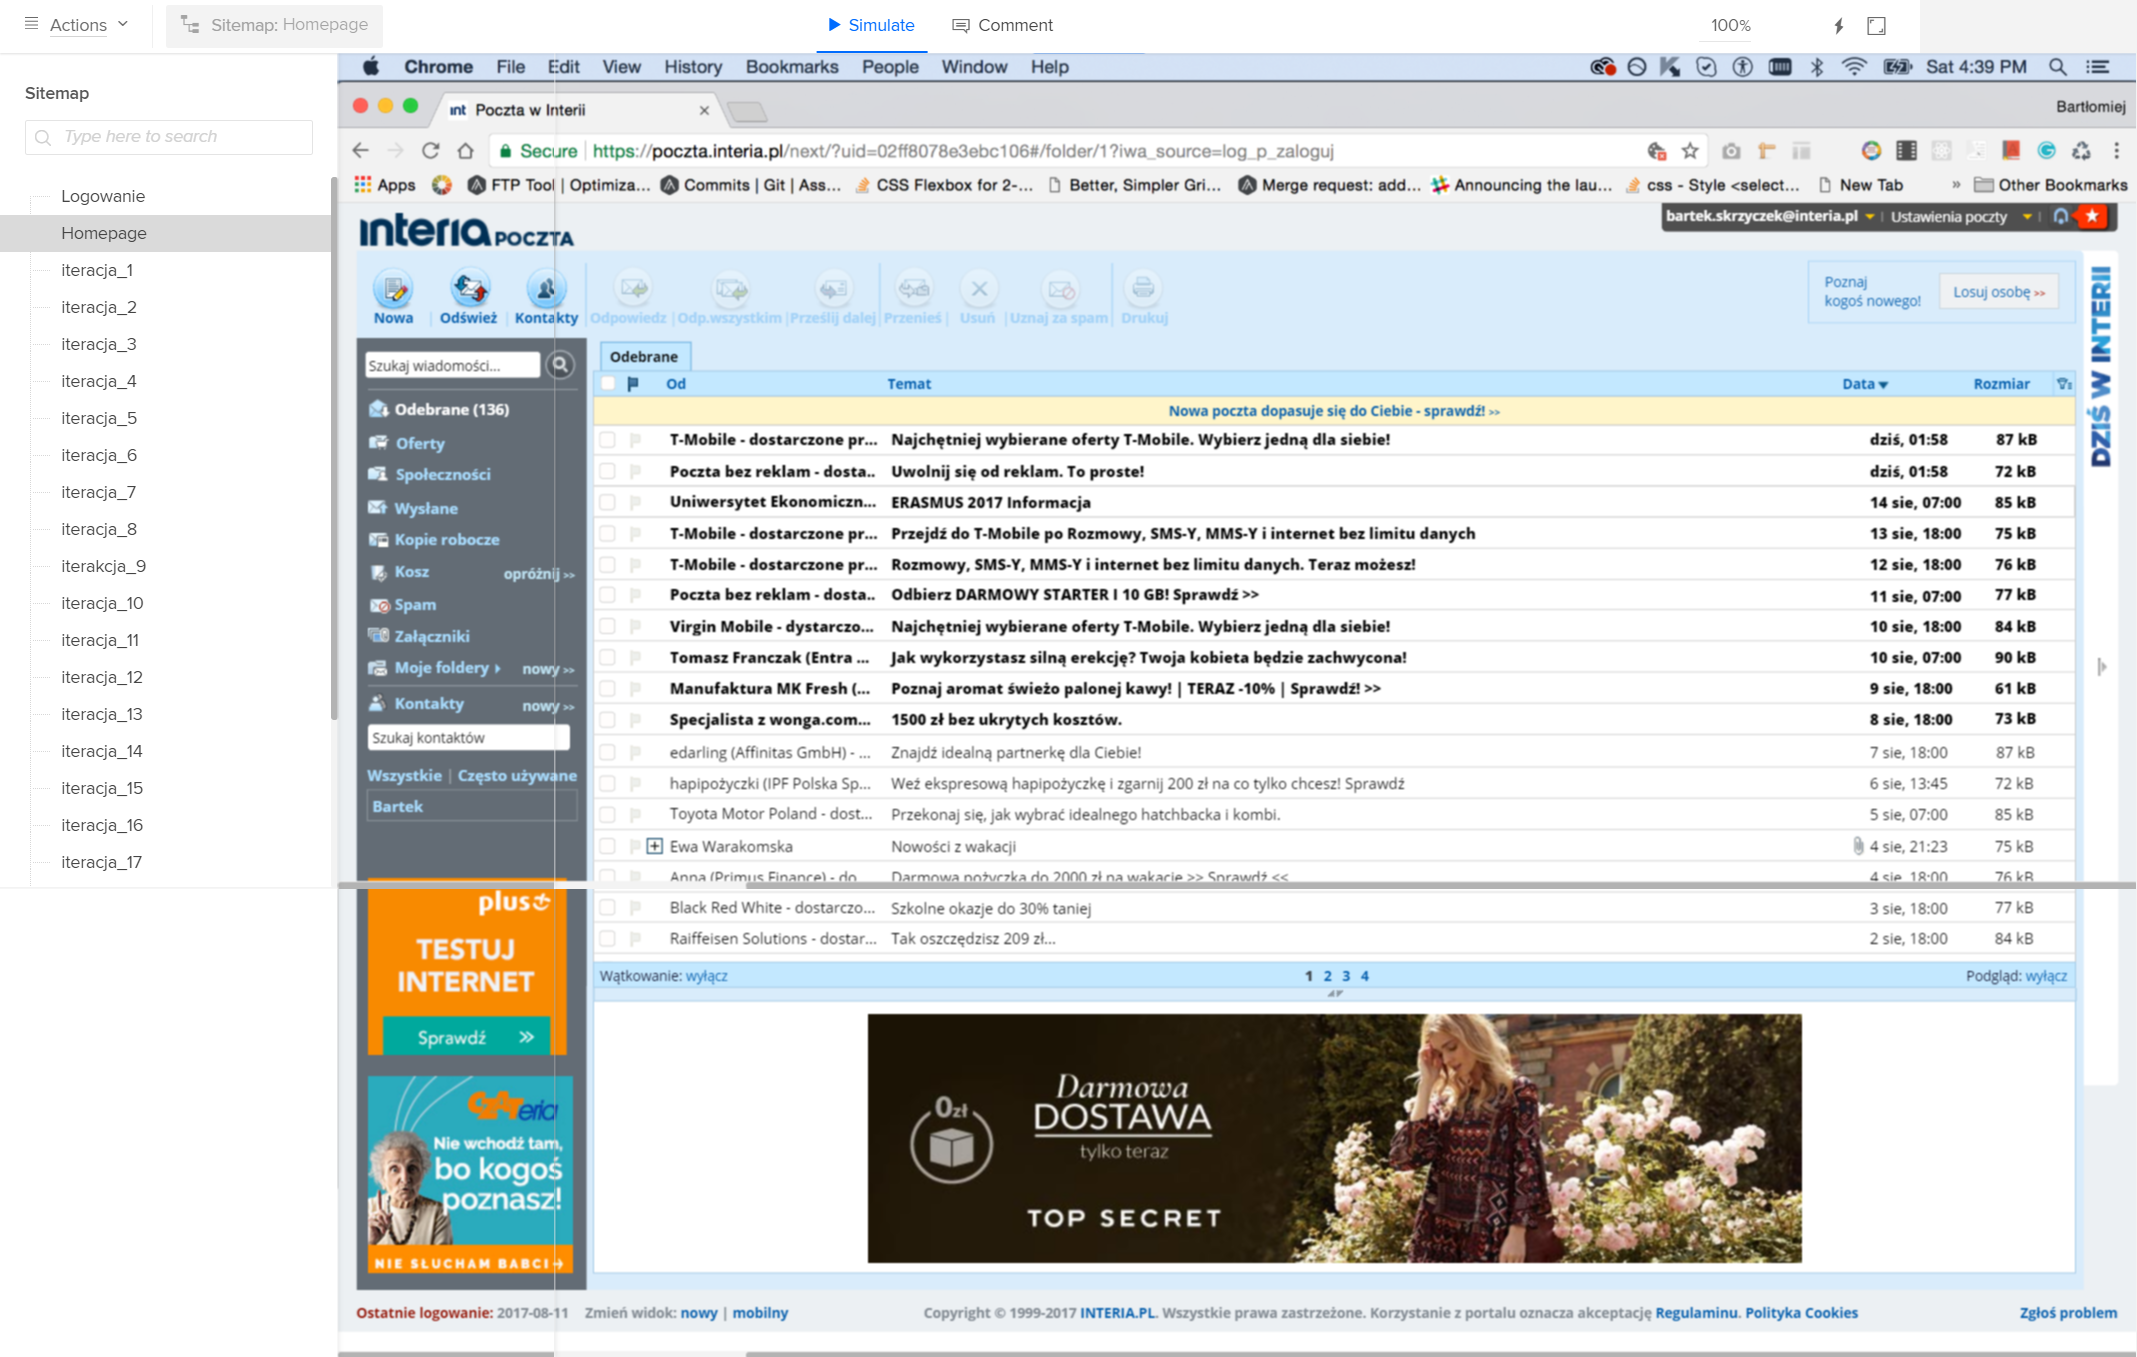 Actions
Sitemap: Homepage
Simulate
Comment
100%
Sitemap
Type here to search
Logowanie
Homepage
iteracja_1
iteracja_2
iteracja_3
iteracja_4
iteracja_5
iteracja_6
iteracja_7
iteracja_8
iterakcja_9
iteracja_10
iteracja_11
iteracja_12
iteracja_13
iteracja_14
iteracja_15
iteracja_16
iteracja_17
Chrome File Edit View History Bookmarks People Window Help
Sat 4:39 PM
int Poczta w Interii
Bartłomiej
Secure https://poczta.interia.pl/next/?uid=02ff8078e3ebc106#/folder/1?iwa_source=log_p_zaloguj
Apps FTP Tool | Optimiza... Commits | Git | Ass... CSS Flexbox for 2-... Better, Simpler Gri... Merge request: add... Announcing the lau... css - Style <select... New Tab » Other Bookmarks
interia POCZTA
bartek.skrzyczek@interia.pl | Ustawienia poczty |
Nowa | Odśwież | Kontakty Odpowiedz | Odp.wszystkim | Prześlij dalej Przenieś | Usuń | Uznaj za spam Drukuj
Poznaj
kogoś nowego!
Losuj osobę >>
DZIŚ W INTERII
Szukaj wiadomości...
Odebrane (136)
Oferty
Społeczności
Wysłane
Kopie robocze
Kosz opróżnij >>
Spam
Załączniki
Moje foldery nowy >>
Kontakty nowy >>
Szukaj kontaktów
Wszystkie | Często używane
Bartek
Odebrane
Od Temat Data Rozmiar
Nowa poczta dopasuje się do Ciebie - sprawdź! >>
T-Mobile - dostarczone pr... Najchętniej wybierane oferty T-Mobile. Wybierz jedną dla siebie! dziś, 01:58 87 kB
Poczta bez reklam - dosta.. Uwolnij się od reklam. To proste! dziś, 01:58 72 kB
Uniwersytet Ekonomiczn... ERASMUS 2017 Informacja 14 sie, 07:00 85 kB
T-Mobile - dostarczone pr... Przejdź do T-Mobile po Rozmowy, SMS-Y, MMS-Y i internet bez limitu danych 13 sie, 18:00 75 kB
T-Mobile - dostarczone pr... Rozmowy, SMS-Y, MMS-Y i internet bez limitu danych. Teraz możesz! 12 sie, 18:00 76 kB
Poczta bez reklam - dosta.. Odbierz DARMOWY STARTER I 10 GB! Sprawdź >> 11 sie, 07:00 77 kB
Virgin Mobile - dystarczo... Najchętniej wybierane oferty T-Mobile. Wybierz jedną dla siebie! 10 sie, 18:00 84 kB
Tomasz Franczak (Entra ... Jak wykorzystasz silną erekcję? Twoja kobieta będzie zachwycona! 10 sie, 07:00 90 kB
Manufaktura MK Fresh (... Poznaj aromat świeżo palonej kawy! | TERAZ -10% | Sprawdź! >> 9 sie, 18:00 61 kB
Specjalista z wonga.com... 1500 zł bez ukrytych kosztów. 8 sie, 18:00 73 kB
edarling (Affinitas GmbH) - ... Znajdź idealną partnerkę dla Ciebie! 7 sie, 18:00 87 kB
hapipożyczki (IPF Polska Sp... Weź ekspresową hapipożyczkę i zgarnij 200 zł na co tylko chcesz! Sprawdź 6 sie, 13:45 72 kB
Toyota Motor Poland - dost... Przekonaj się, jak wybrać idealnego hatchbacka i kombi. 5 sie, 07:00 85 kB
Ewa Warakomska Nowości z wakacji 4 sie, 21:23 75 kB
Anna (Primus Finance) - do Darmowa pożyczka do 2000 zł na wakacje >> Sprawdź << 4 sie, 18:00 76 kB
Black Red White - dostarczo... Szkolne okazje do 30% taniej 3 sie, 18:00 77 kB
Raiffeisen Solutions - dostar... Tak oszczędzisz 209 zł... 2 sie, 18:00 84 kB
Wątkowanie: wyłącz 1 2 3 4 Podgląd: wyłącz
plus
TESTUJ
INTERNET
Sprawdź >>
czateria
Nie wchodź tam,
bo kogoś
poznasz!
NIE SŁUCHAM BABCI
0zł
Darmowa
DOSTAWA
tylko teraz
TOP SECRET
Ostatnie logowanie: 2017-08-11 Zmień widok: nowy | mobilny Copyright © 1999-2017 INTERIA.PL. Wszystkie prawa zastrzeżone. Korzystanie z portalu oznacza akceptację Regulaminu. Polityka Cookies Zgłoś problem